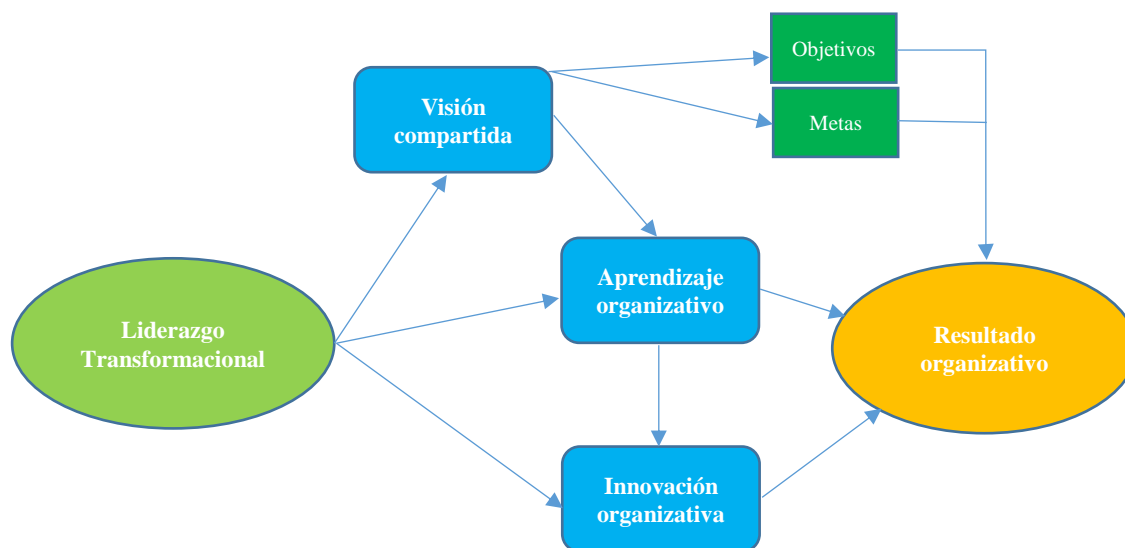 Objetivos
Metas
Visión
compartida
Aprendizaje
organizativo
Liderazgo
Transformacional
Resultado
organizativo
Innovación
organizativa